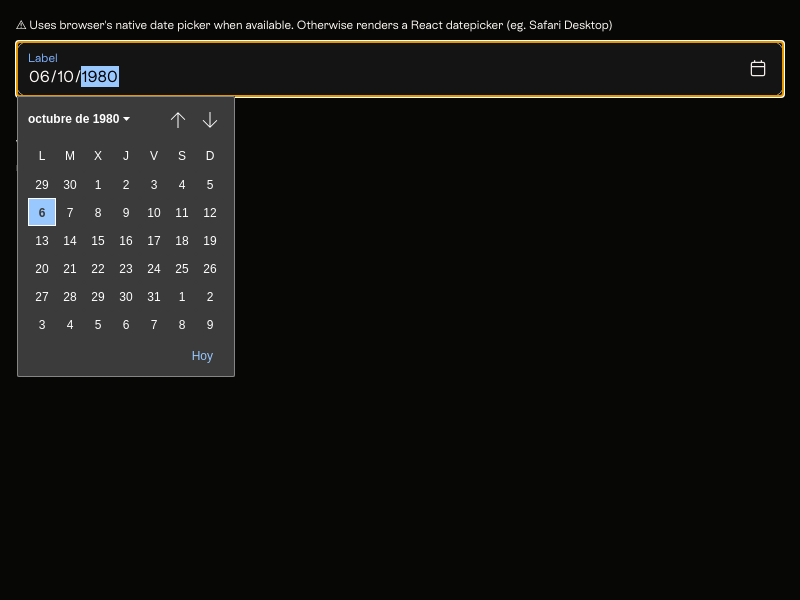 ⚠ Uses browser's native date picker when available. Otherwise renders a React datepicker (eg. Safari Desktop)
Label
06/10/1980
octubre de 1980
L M X J V S D
29 30 1 2 3 4 5
6 7 8 9 10 11 12
13 14 15 16 17 18 19
20 21 22 23 24 25 26
27 28 29 30 31 1 2
3 4 5 6 7 8 9
Hoy